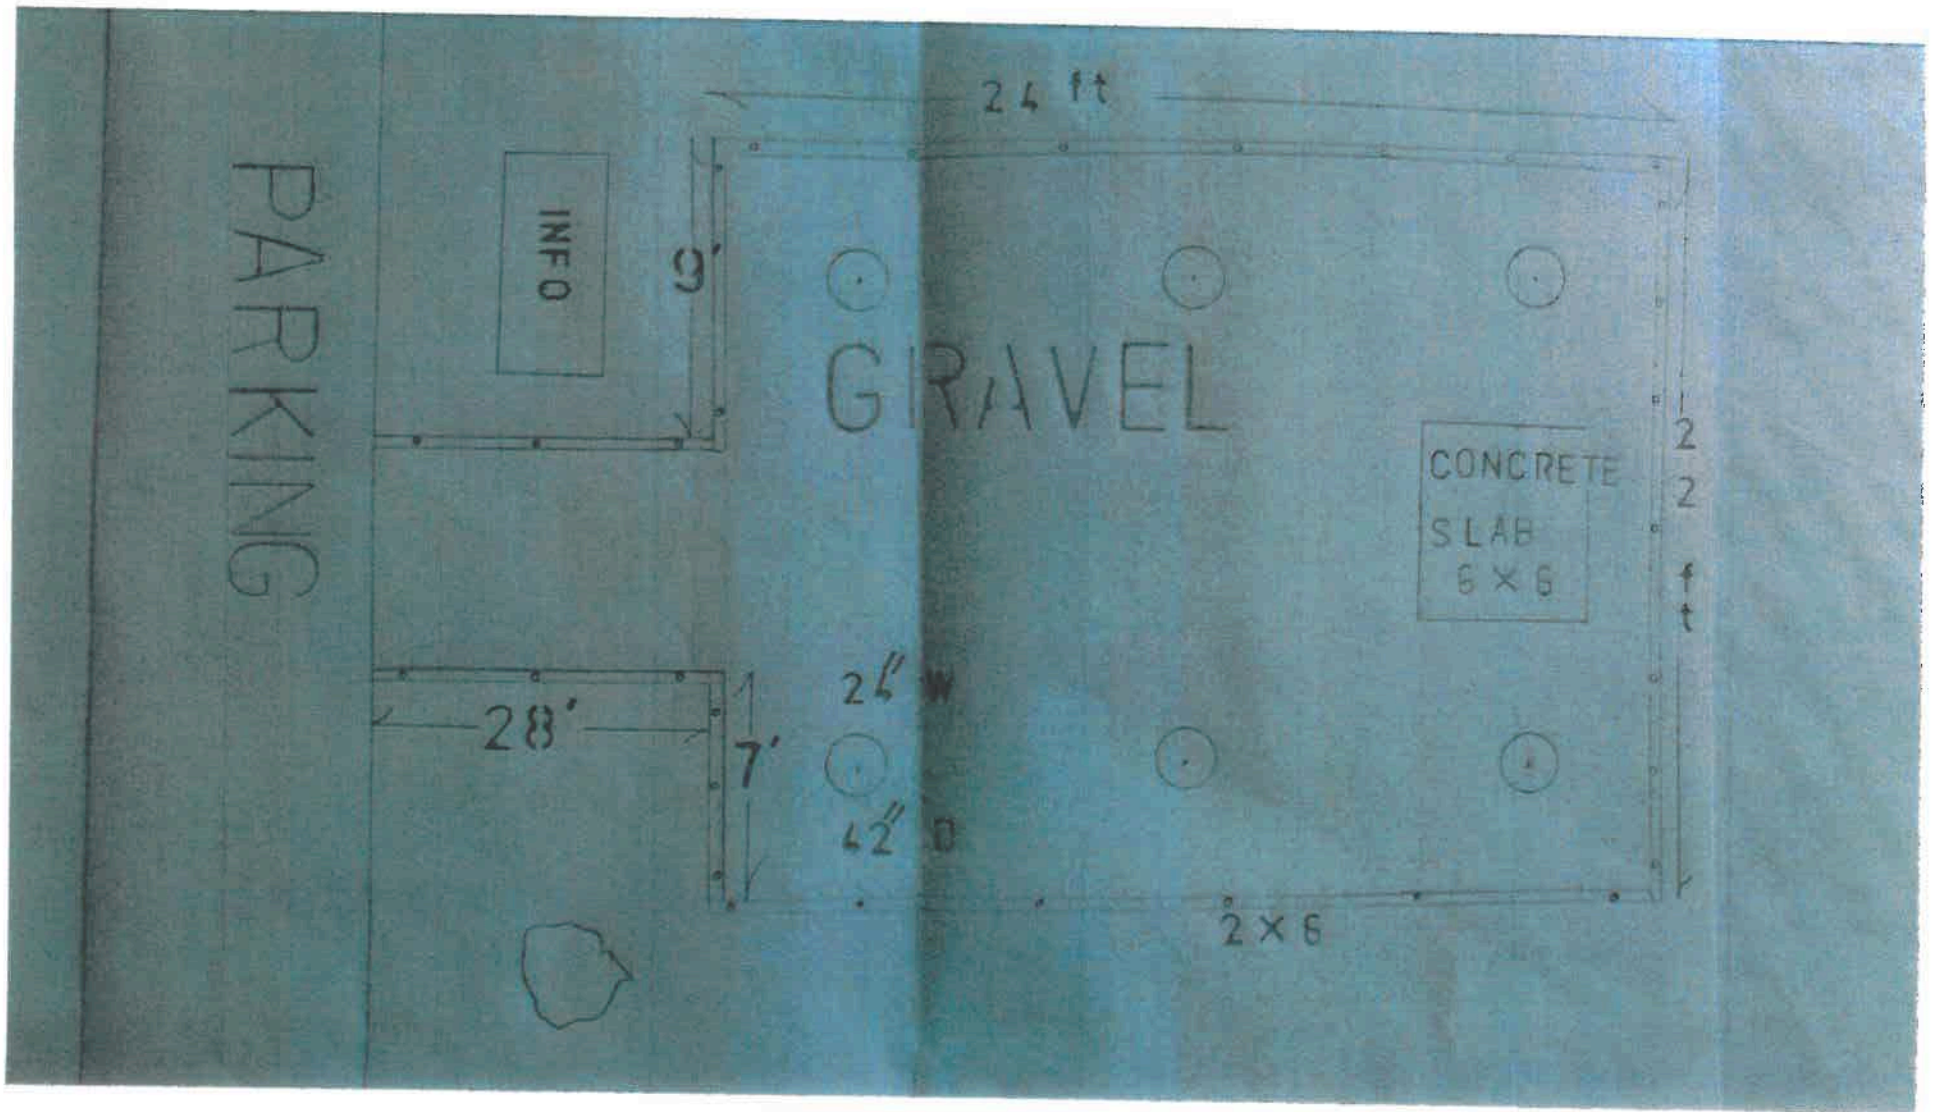 24 ft
PARKING
INFO
9'
GRAVEL
22 ft
CONCRETE
SLAB
6 X 6
24" W
28'
7'
42" D
2 X 6